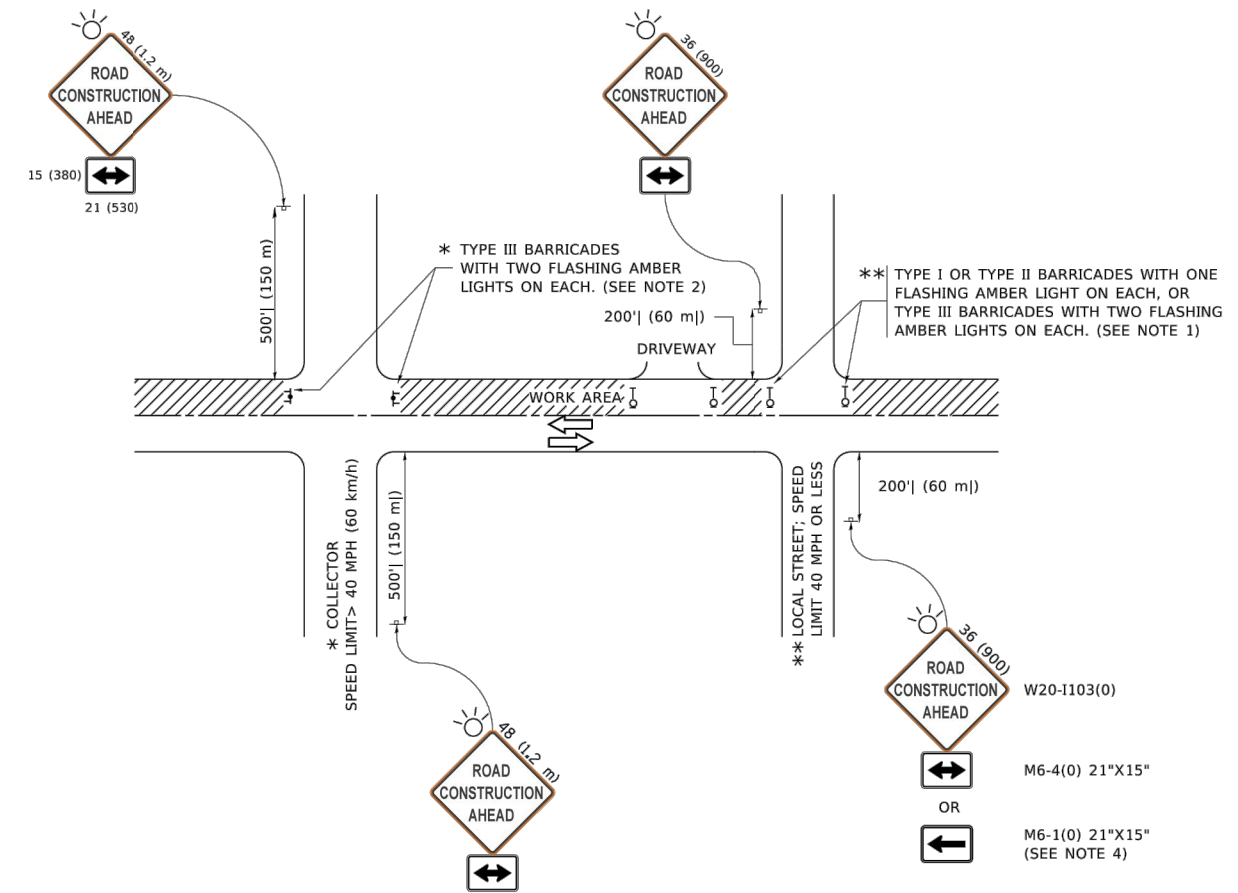 48 (1.2 m)
ROAD
CONSTRUCTION
AHEAD
15 (380)
21 (530)
36 (900)
ROAD
CONSTRUCTION
AHEAD
500'| (150 m)
* TYPE III BARRICADES
WITH TWO FLASHING AMBER
LIGHTS ON EACH. (SEE NOTE 2)
200'| (60 m|)
DRIVEWAY
** TYPE I OR TYPE II BARRICADES WITH ONE
FLASHING AMBER LIGHT ON EACH, OR
TYPE III BARRICADES WITH TWO FLASHING
AMBER LIGHTS ON EACH. (SEE NOTE 1)
WORK AREA
* COLLECTOR
SPEED LIMIT> 40 MPH (60 km/h)
500'| (150 m|)
** LOCAL STREET; SPEED
LIMIT 40 MPH OR LESS
200'| (60 m|)
48 (1.2 m)
ROAD
CONSTRUCTION
AHEAD
36 (900)
ROAD
CONSTRUCTION
AHEAD
W20-I103(0)
M6-4(0) 21"X15"
OR
M6-1(0) 21"X15"
(SEE NOTE 4)